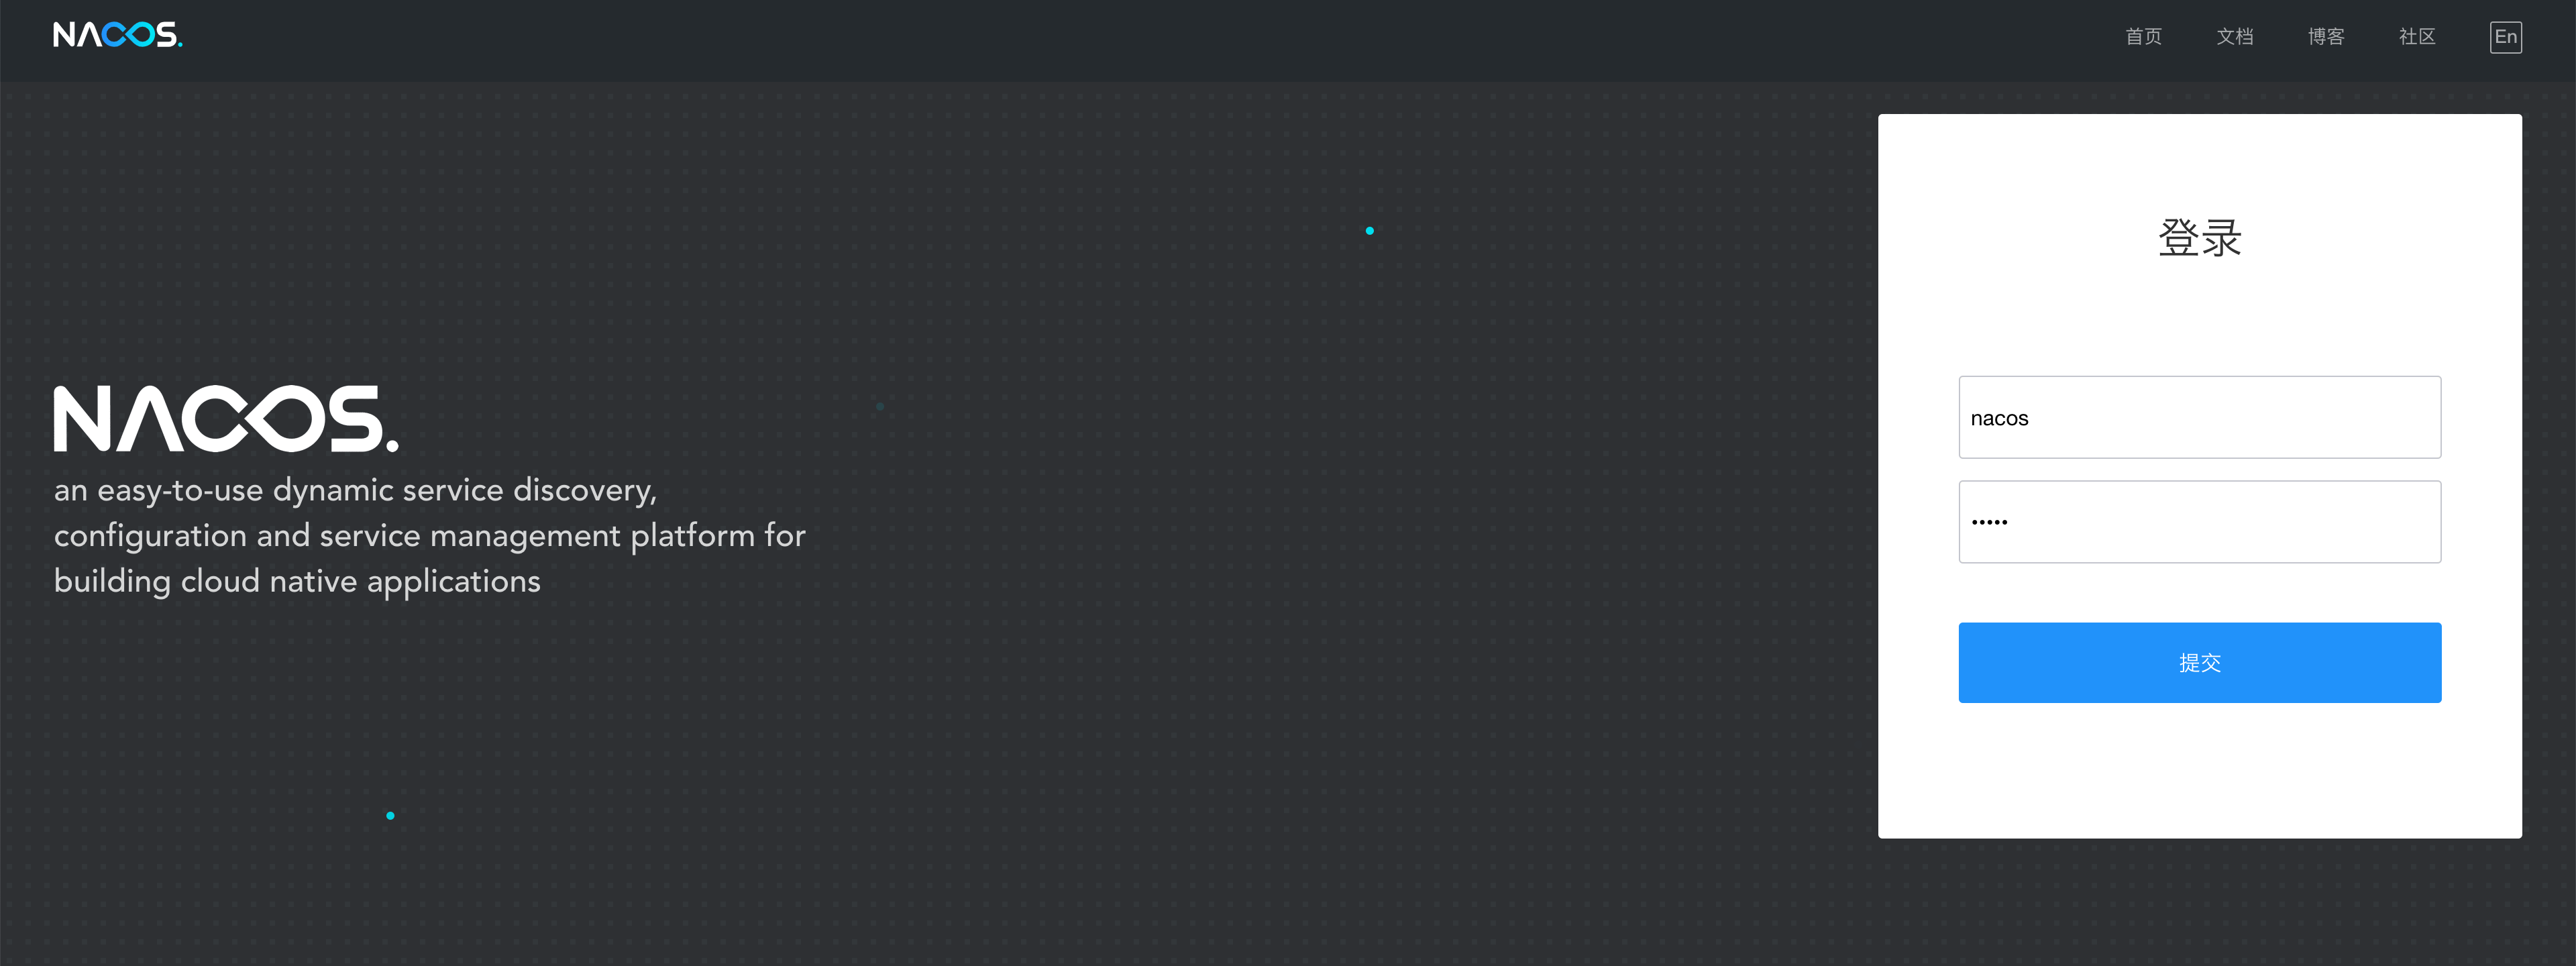 NACOS.
首页 文档 博客 社区 En
登录
nacos
•••••
提交
NACOS.
an easy-to-use dynamic service discovery,
configuration and service management platform for
building cloud native applications